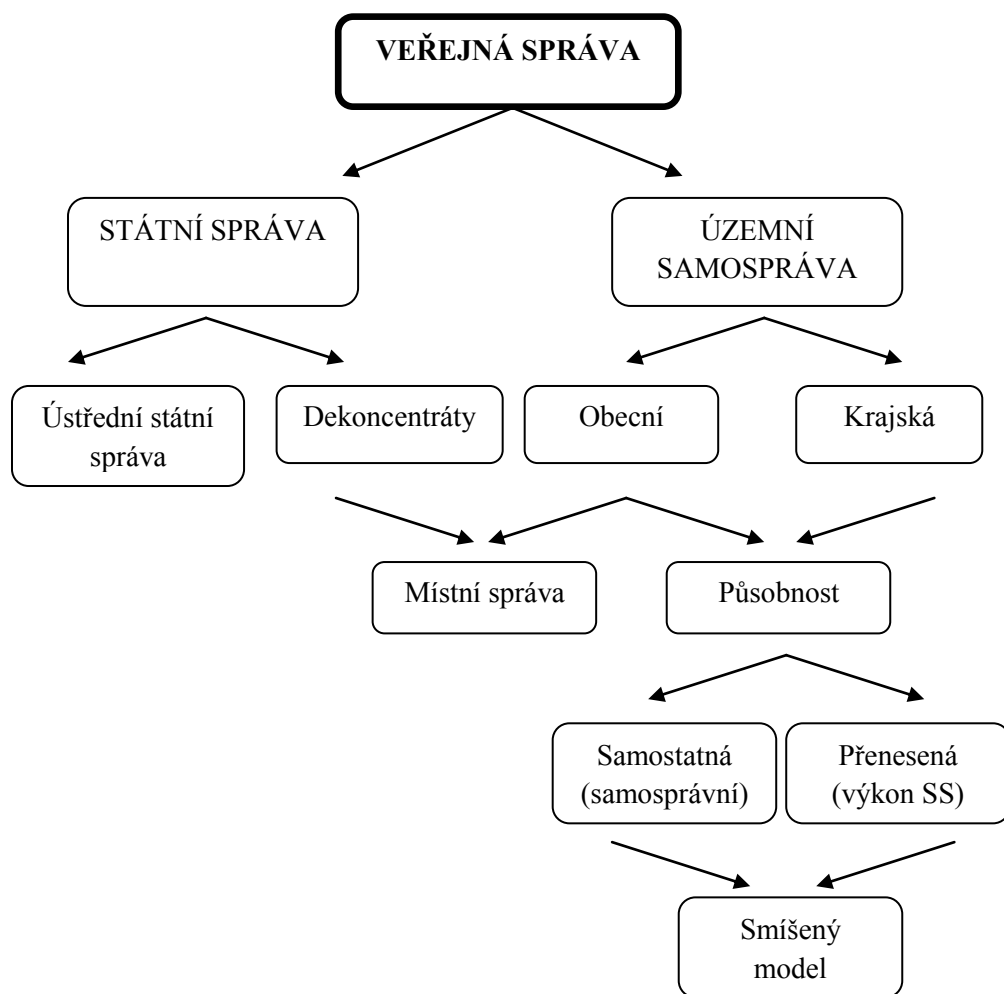 VEŘEJNÁ SPRÁVA
STÁTNÍ SPRÁVA
ÚZEMNÍ
SAMOSPRÁVA
Ústřední státní
správa
Dekoncentráty
Obecní
Krajská
Místní správa
Působnost
Samostatná
(samosprávní)
Přenesená
(výkon SS)
Smíšený
model